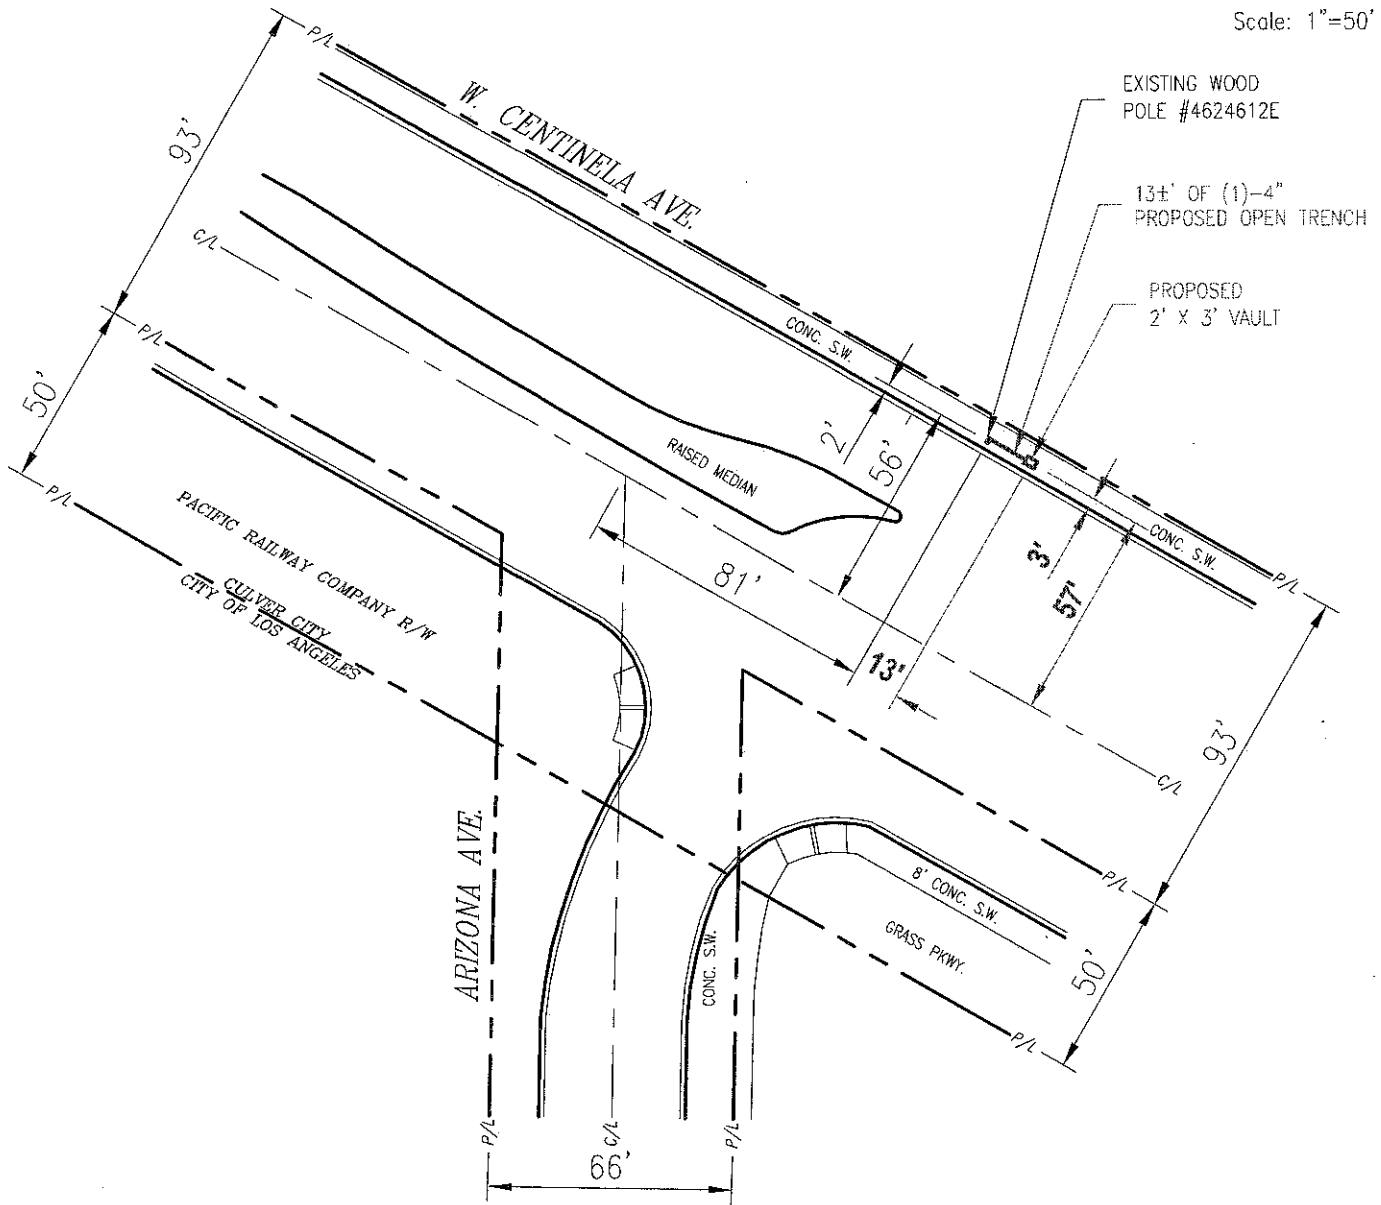 Scale: 1"=50'
EXISTING WOOD
POLE #4624612E
13±' OF (1)-4"
PROPOSED OPEN TRENCH
PROPOSED
2' X 3' VAULT
P/L
W. CENTINELA AVE.
93'
C/L
P/L
50'
P/L
CONC. S.W.
2'
56'
RAISED MEDIAN
81'
13'
3'
57'
CONC. S.W.
P/L
PACIFIC RAILWAY COMPANY R/W
CULVER CITY
CITY OF LOS ANGELES
93'
C/L
P/L
ARIZONA AVE.
8' CONC. S.W.
GRASS PKWY.
CONC. S.W.
50'
P/L
P/L
C/L
P/L
66'